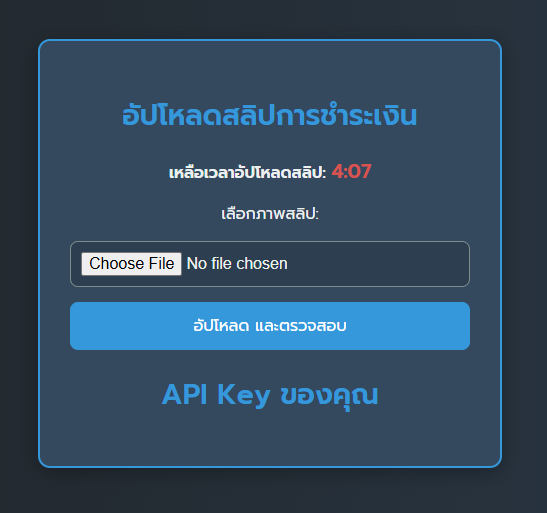 อัปโหลดสลิปการชำระเงิน
เหลือเวลาอัปโหลดสลิป: 4:07
เลือกภาพสลิป:
Choose File No file chosen
อัปโหลด และตรวจสอบ
API Key ของคุณ